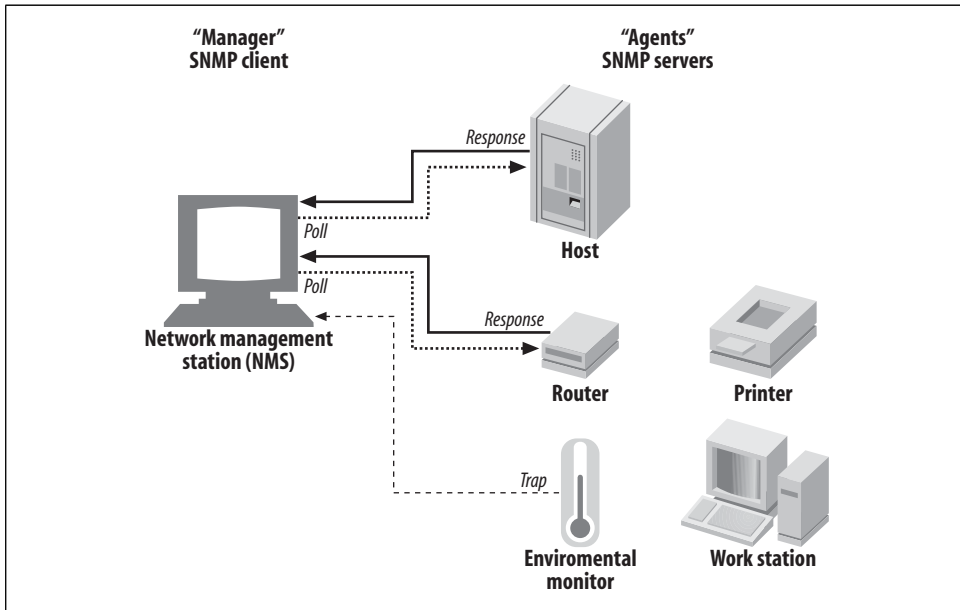 “Manager”
SNMP client
“Agents”
SNMP servers
Response
Poll
Host
Poll
Response
Network management
station (NMS)
Router
Printer
Trap
Enviromental
monitor
Work station